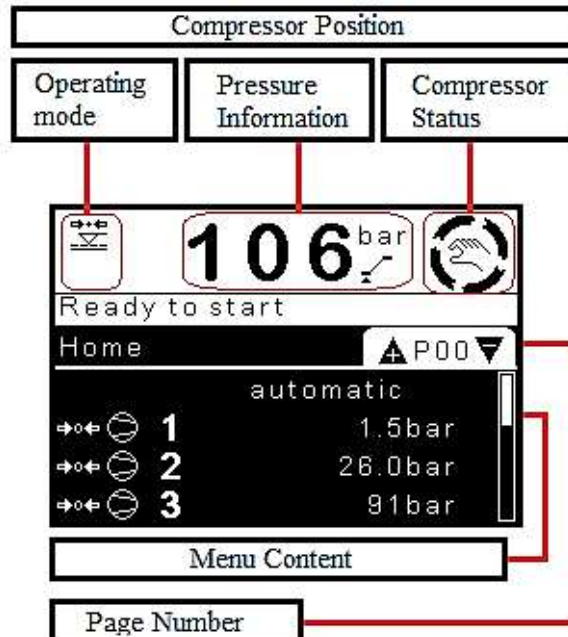 Compressor Position
Operating mode
Pressure Information
Compressor Status
106 bar
Ready to start
Home
P00
automatic
1 1.5bar
2 26.0bar
3 91bar
Menu Content
Page Number